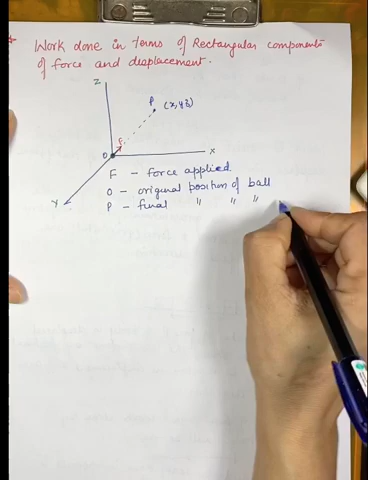 Work done in terms of Rectangular components
of force and displacement.
Z
P (x,y,z)
F
O
X
F - force applied
O - original position of ball
Y
P - final " " "